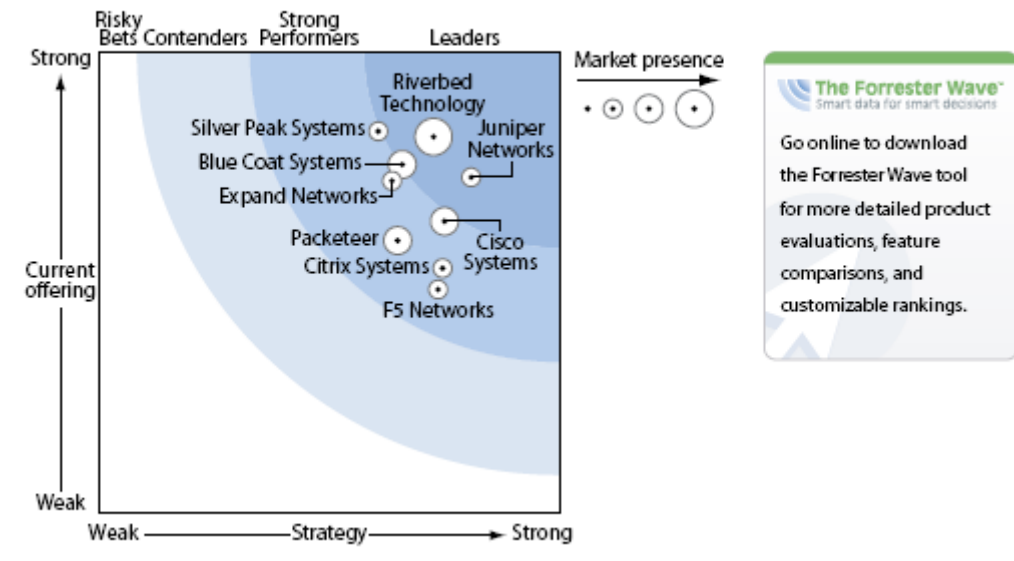 Risky
Bets
Contenders
Strong
Performers
Leaders
Strong
Current
offering
Weak
Riverbed
Technology
Silver Peak Systems
Juniper
Networks
Blue Coat Systems
Expand Networks
Packeteer
Cisco
Systems
Citrix Systems
F5 Networks
Weak
Strategy
Strong
Market presence
The Forrester Wave™
Smart data for smart decisions
Go online to download
the Forrester Wave tool
for more detailed product
evaluations, feature
comparisons, and
customizable rankings.